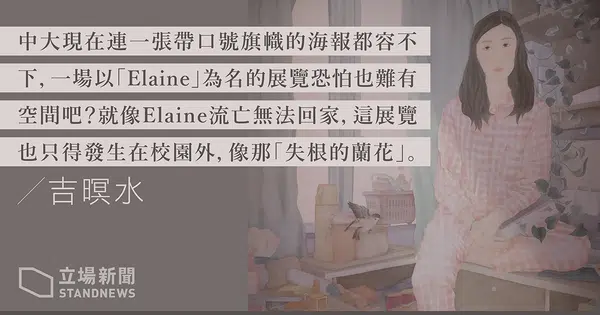 中大現在連一張帶口號旗幟的海報都容不
下，一場以「Elaine」為名的展覽恐怕也難有
空間吧？就像Elaine流亡無法回家，這展覽
也只得發生在校園外，像那「失根的蘭花」。
／吉暝水
立場新聞
STANDNEWS